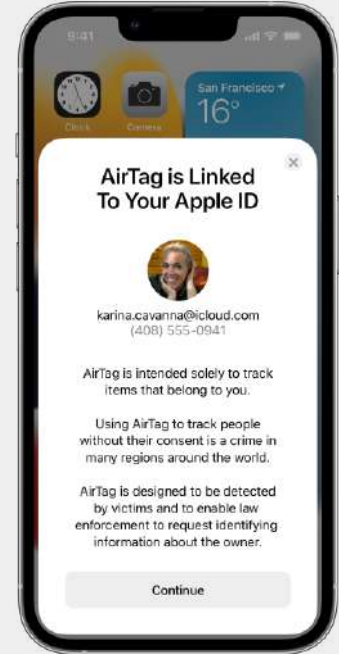 9:41
Clock
Camera
San Francisco
16°
AirTag is Linked
To Your Apple ID
karina.cavanna@icloud.com
(408) 555-0941
AirTag is intended solely to track
items that belong to you.
Using AirTag to track people
without their consent is a crime in
many regions around the world.
AirTag is designed to be detected
by victims and to enable law
enforcement to request identifying
information about the owner.
Continue